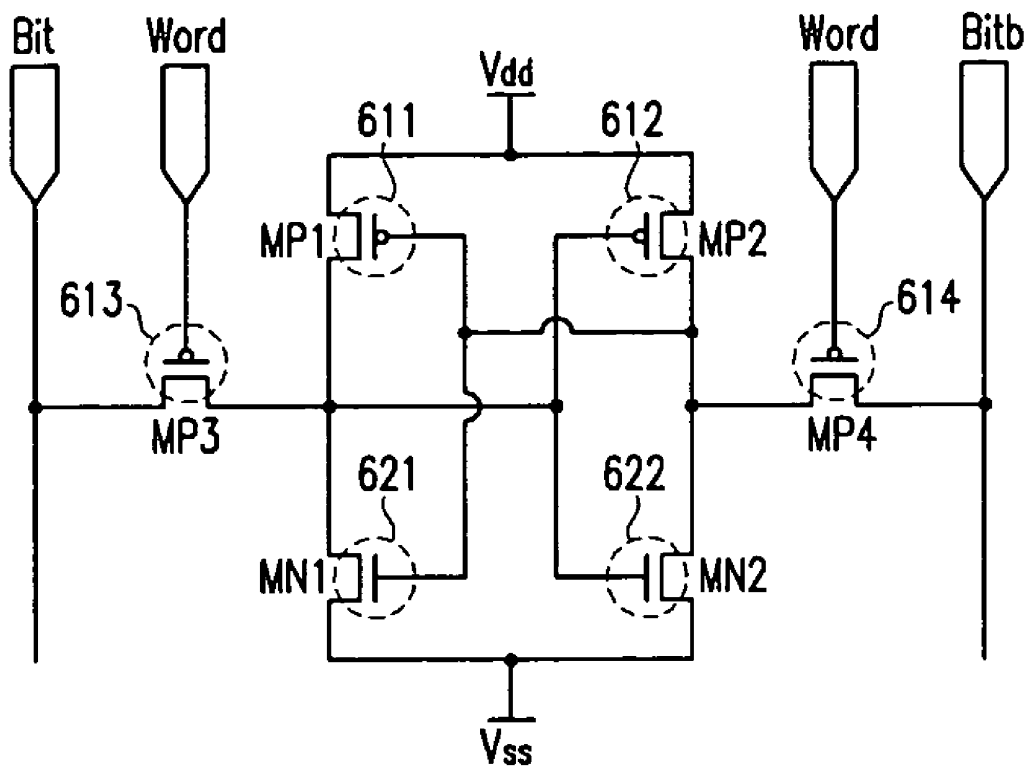 Bit Word Word Bitb
Vdd
611 612
MP1 MP2
613 614
MP3 MP4
621 622
MN1 MN2
Vss